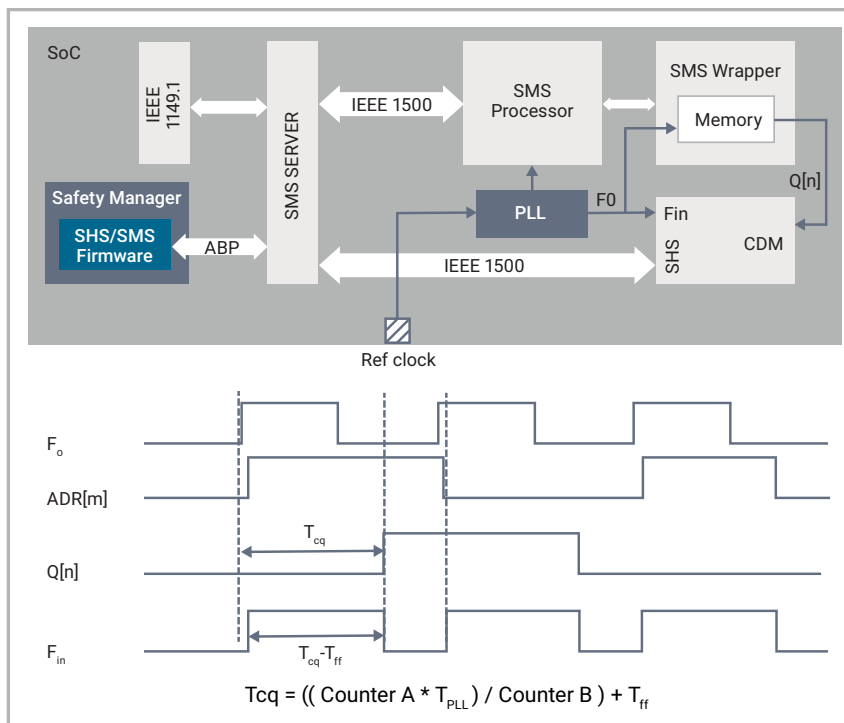 SoC
IEEE
1149.1
SMS SERVER
IEEE 1500
SMS
Processor
SMS Wrapper
Memory
Q[n]
Safety Manager
SHS/SMS
Firmware
ABP
PLL
F0
Fin
SHS
CDM
IEEE 1500
Ref clock
Fo
ADR[m]
Tcq
Q[n]
Fin
Tcq-Tff
Tcq = (( Counter A * TPLL ) / Counter B ) + Tff